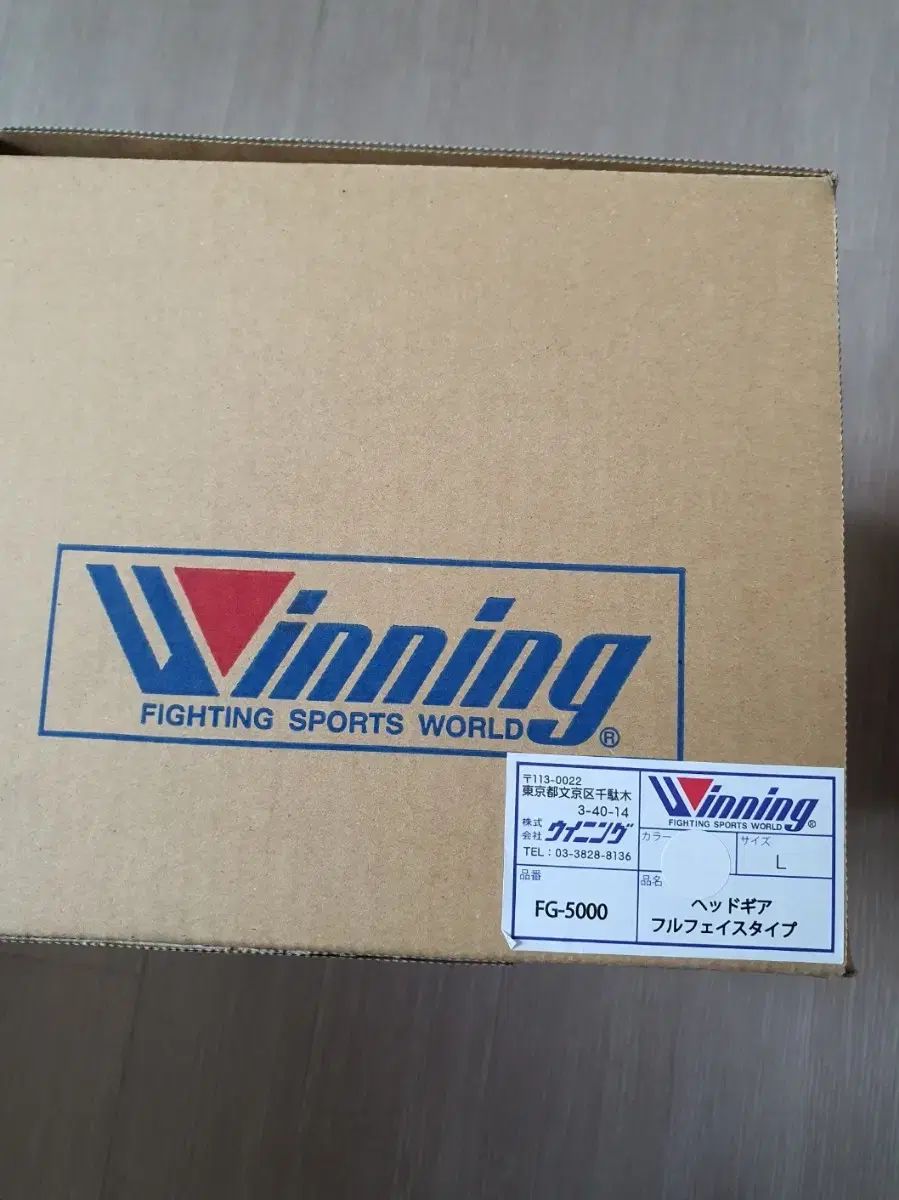 Winning
FIGHTING SPORTS WORLD ®
〒113-0022
東京都文京区千駄木
3-40-14
株式会社 ウイニング
TEL：03-3828-8136
Winning
FIGHTING SPORTS WORLD ®
カラー
サイズ
L
品番
FG-5000
品名
ヘッドギア
フルフェイスタイプ